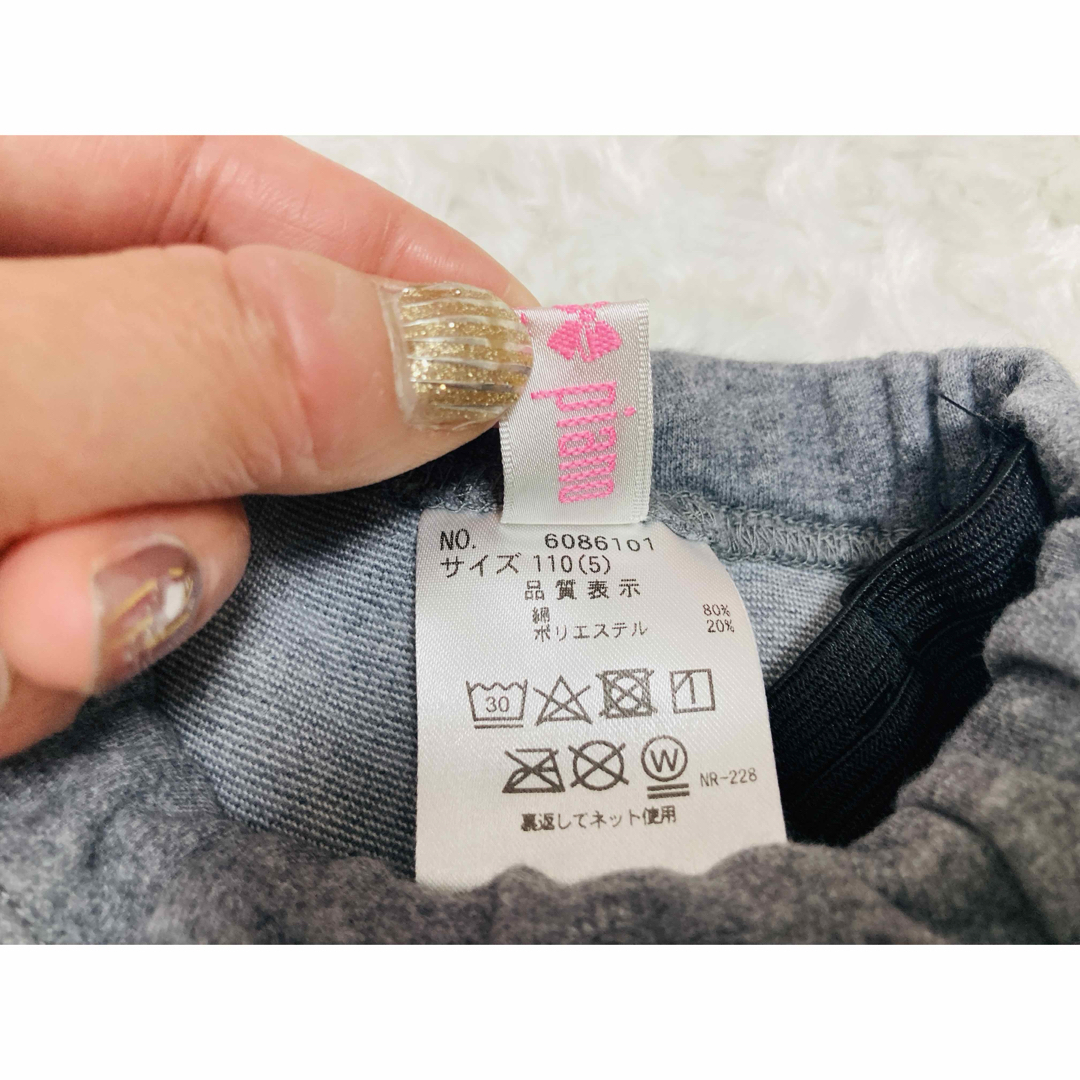 piano
NO. 6086101
サイズ 110(5)
品質表示
綿 80%
ポリエステル 20%
30
W NR-228
裏返してネット使用